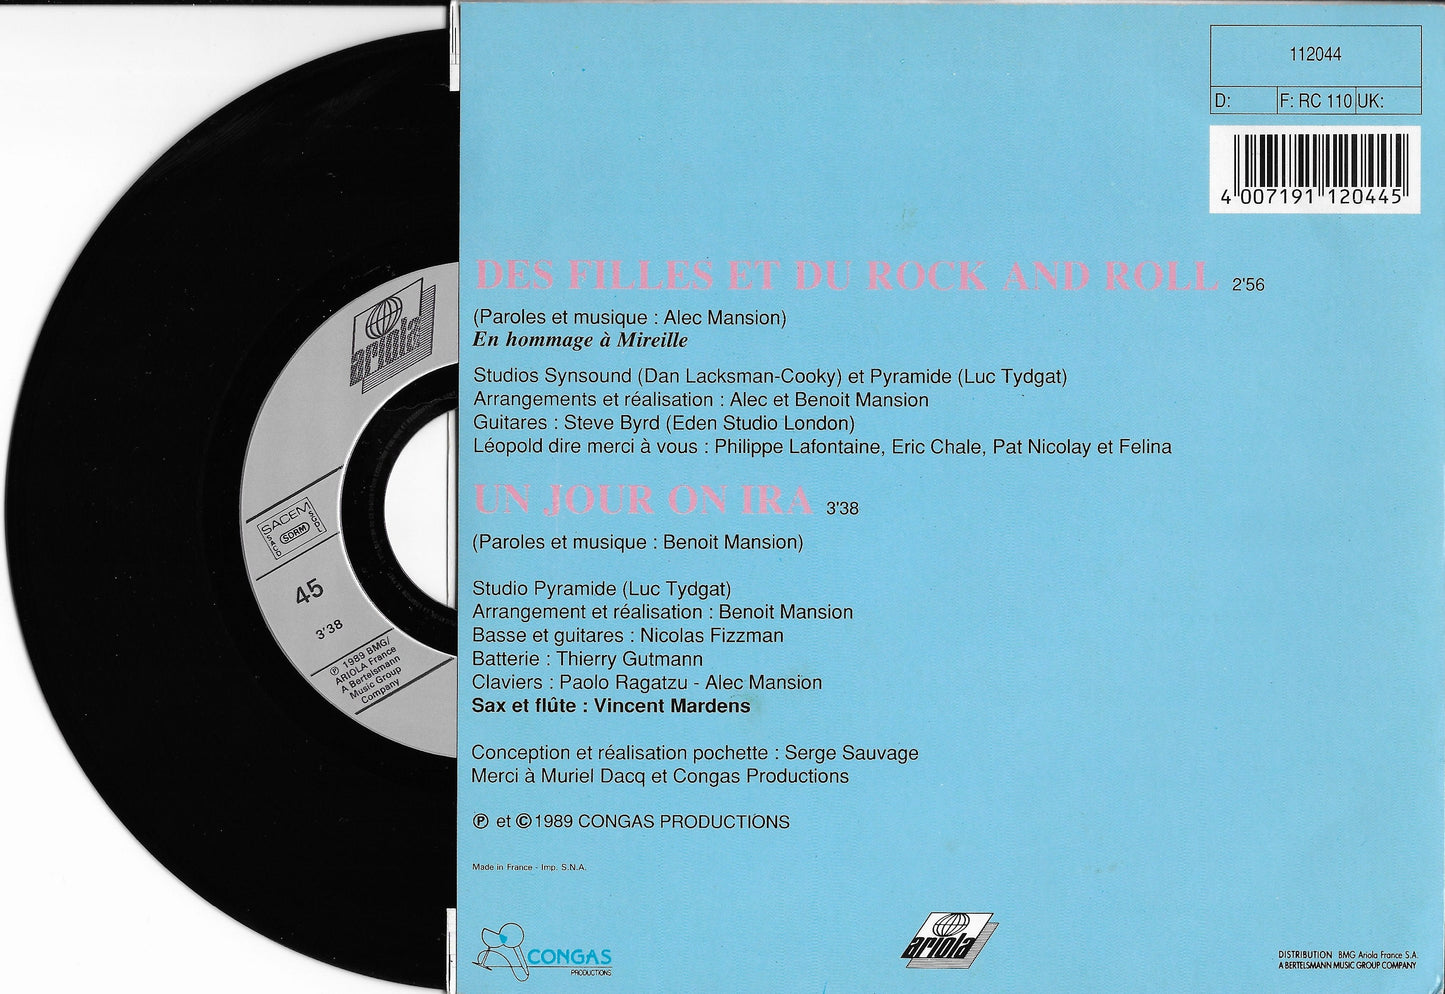 112044
D: F: RC 110 UK:
4 007191 120445
DES FILLES ET DU ROCK AND ROLL 2'56
(Paroles et musique : Alec Mansion)
En hommage à Mireille
Studios Synsound (Dan Lacksman-Cooky) et Pyramide (Luc Tydgat)
Arrangements et réalisation : Alec et Benoit Mansion
Guitares : Steve Byrd (Eden Studio London)
Léopold dire merci à vous : Philippe Lafontaine, Eric Chale, Pat Nicolay et Felina
UN JOUR ON IRA 3'38
(Paroles et musique : Benoit Mansion)
Studio Pyramide (Luc Tydgat)
Arrangement et réalisation : Benoit Mansion
Basse et guitares : Nicolas Fizzman
Batterie : Thierry Gutmann
Claviers : Paolo Ragatzu - Alec Mansion
Sax et flûte : Vincent Mardens
Conception et réalisation pochette : Serge Sauvage
Merci à Muriel Dacq et Congas Productions
℗ et © 1989 CONGAS PRODUCTIONS
Made in France - Imp. S.N.A.
CONGAS
PRODUCTIONS
ariola
DISTRIBUTION BMG Ariola France S.A.
A BERTELSMANN MUSIC GROUP COMPANY
ariola
SACEM
SACD
SDRM
SGDL
45
3'38
℗ 1989 BMG/
ARIOLA France
A Bertelsmann
Music Group
Company